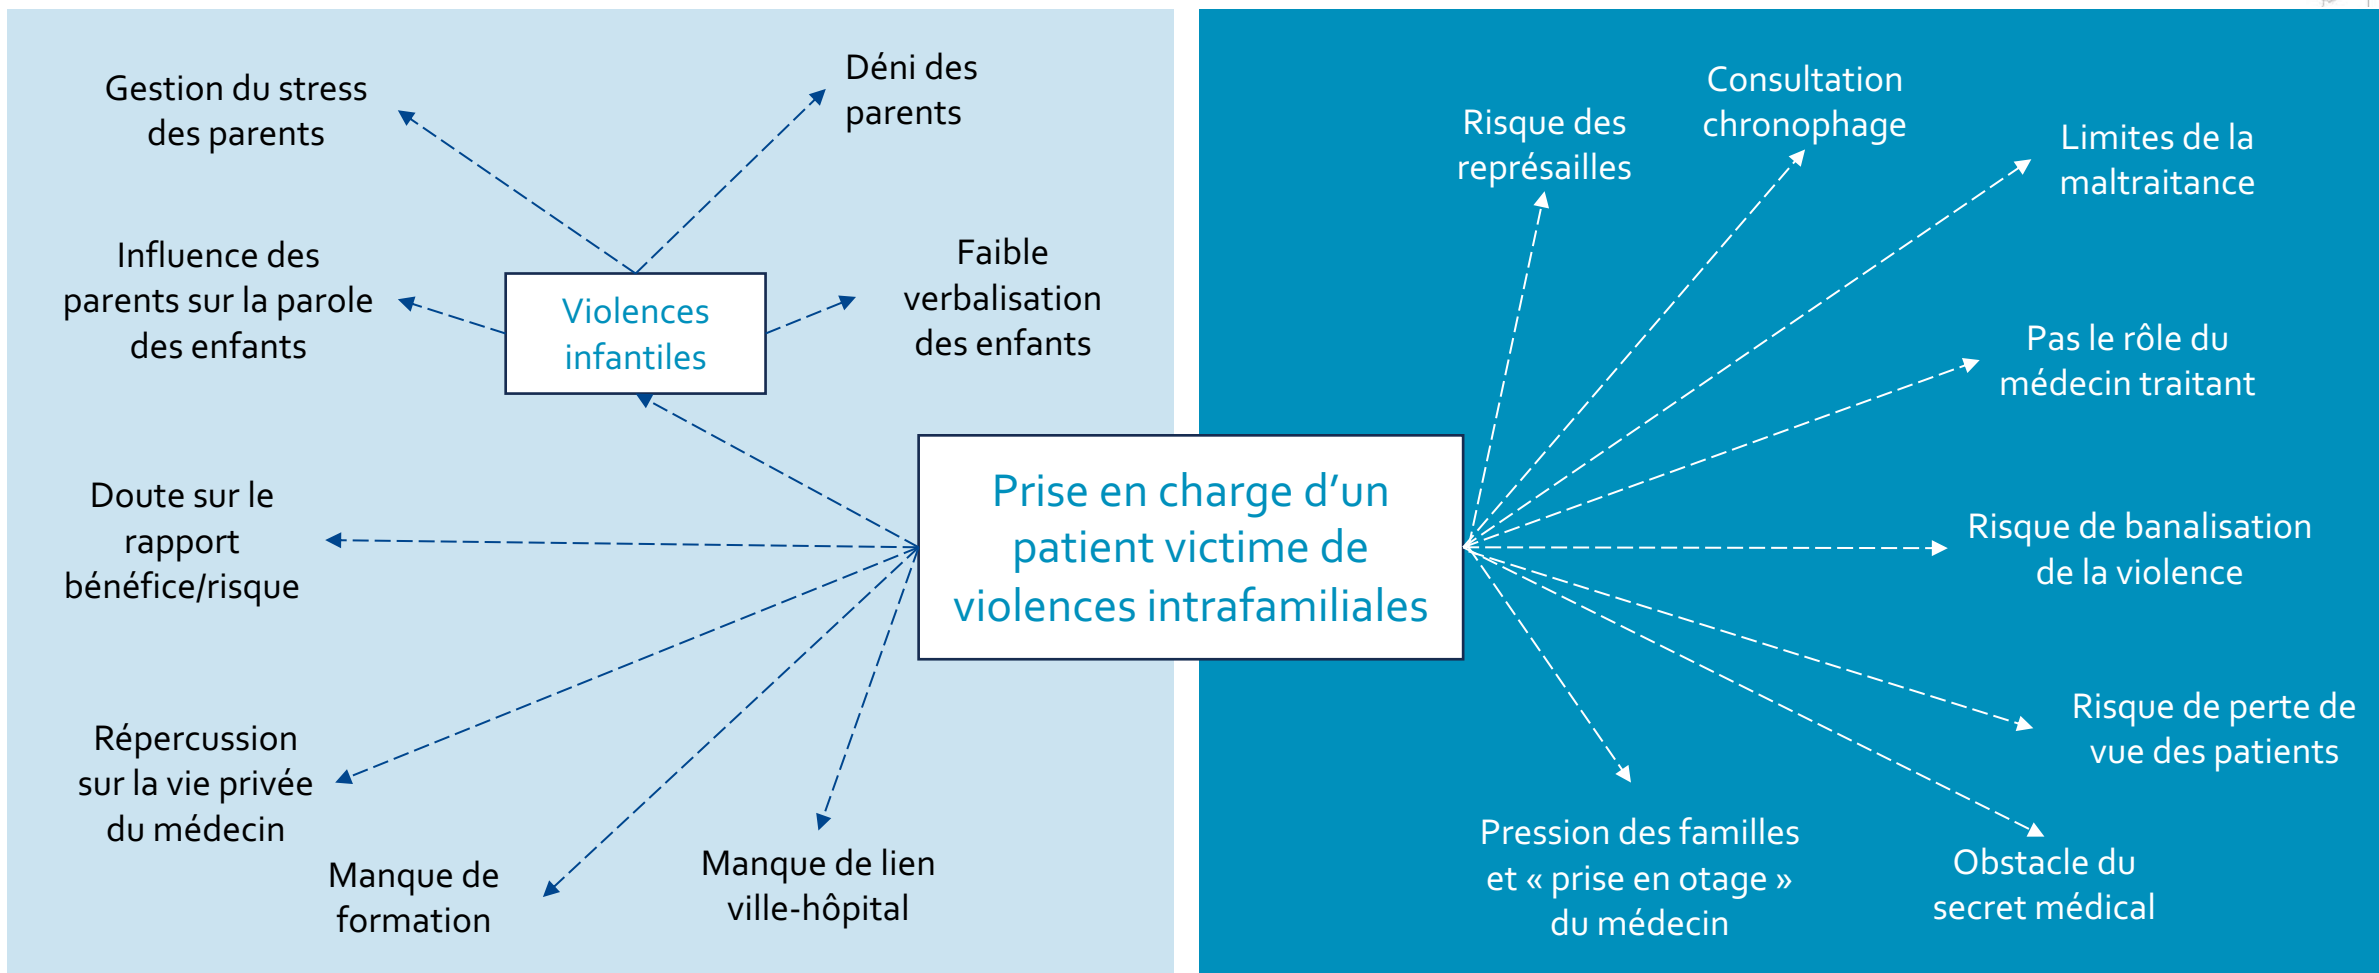 Gestion du stress
des parents
Déni des
parents
Influence des
parents sur la parole
des enfants
Violences
infantiles
Faible
verbalisation
des enfants
Doute sur le
rapport
bénéfice/risque
Répercussion
sur la vie privée
du médecin
Manque de
formation
Manque de lien
ville-hôpital
Prise en charge d’un
patient victime de
violences intrafamiliales
Risque des
représailles
Consultation
chronophage
Limites de la
maltraitance
Pas le rôle du
médecin traitant
Risque de banalisation
de la violence
Risque de perte de
vue des patients
Obstacle du
secret médical
Pression des familles
et « prise en otage »
du médecin